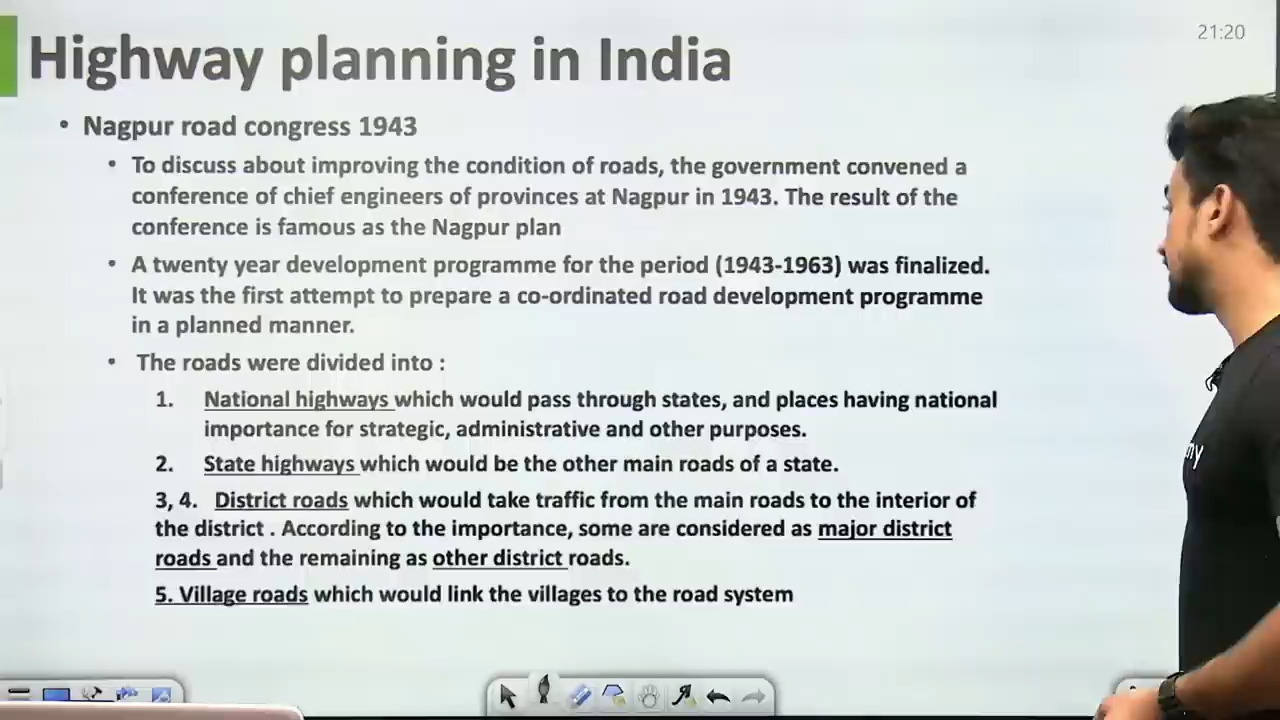 21:20
Highway planning in India
• Nagpur road congress 1943
• To discuss about improving the condition of roads, the government convened a
conference of chief engineers of provinces at Nagpur in 1943. The result of the
conference is famous as the Nagpur plan
• A twenty year development programme for the period (1943-1963) was finalized.
It was the first attempt to prepare a co-ordinated road development programme
in a planned manner.
• The roads were divided into :
1. National highways which would pass through states, and places having national
importance for strategic, administrative and other purposes.
2. State highways which would be the other main roads of a state.
3, 4. District roads which would take traffic from the main roads to the interior of
the district . According to the importance, some are considered as major district
roads and the remaining as other district roads.
5. Village roads which would link the villages to the road system